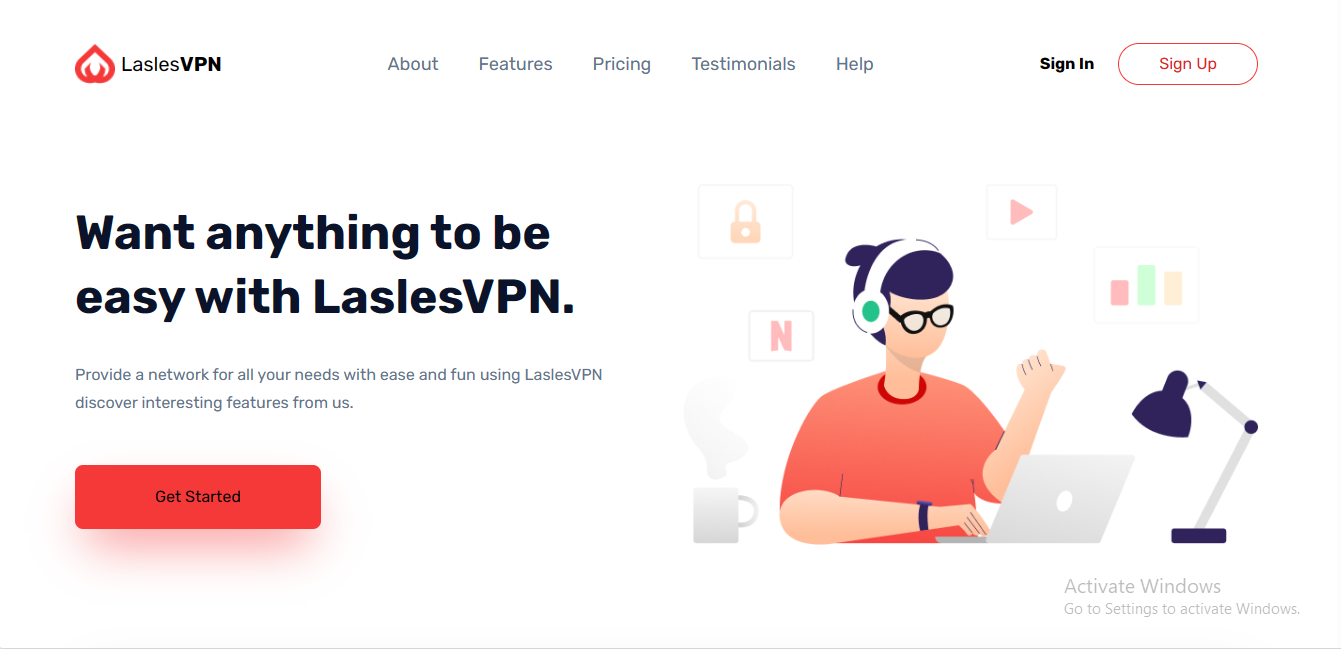 LaslesVPN
About
Features
Pricing
Testimonials
Help
Sign In
Sign Up
Want anything to be
easy with LaslesVPN.
Provide a network for all your needs with ease and fun using LaslesVPN
discover interesting features from us.
Get Started
N
Activate Windows
Go to Settings to activate Windows.